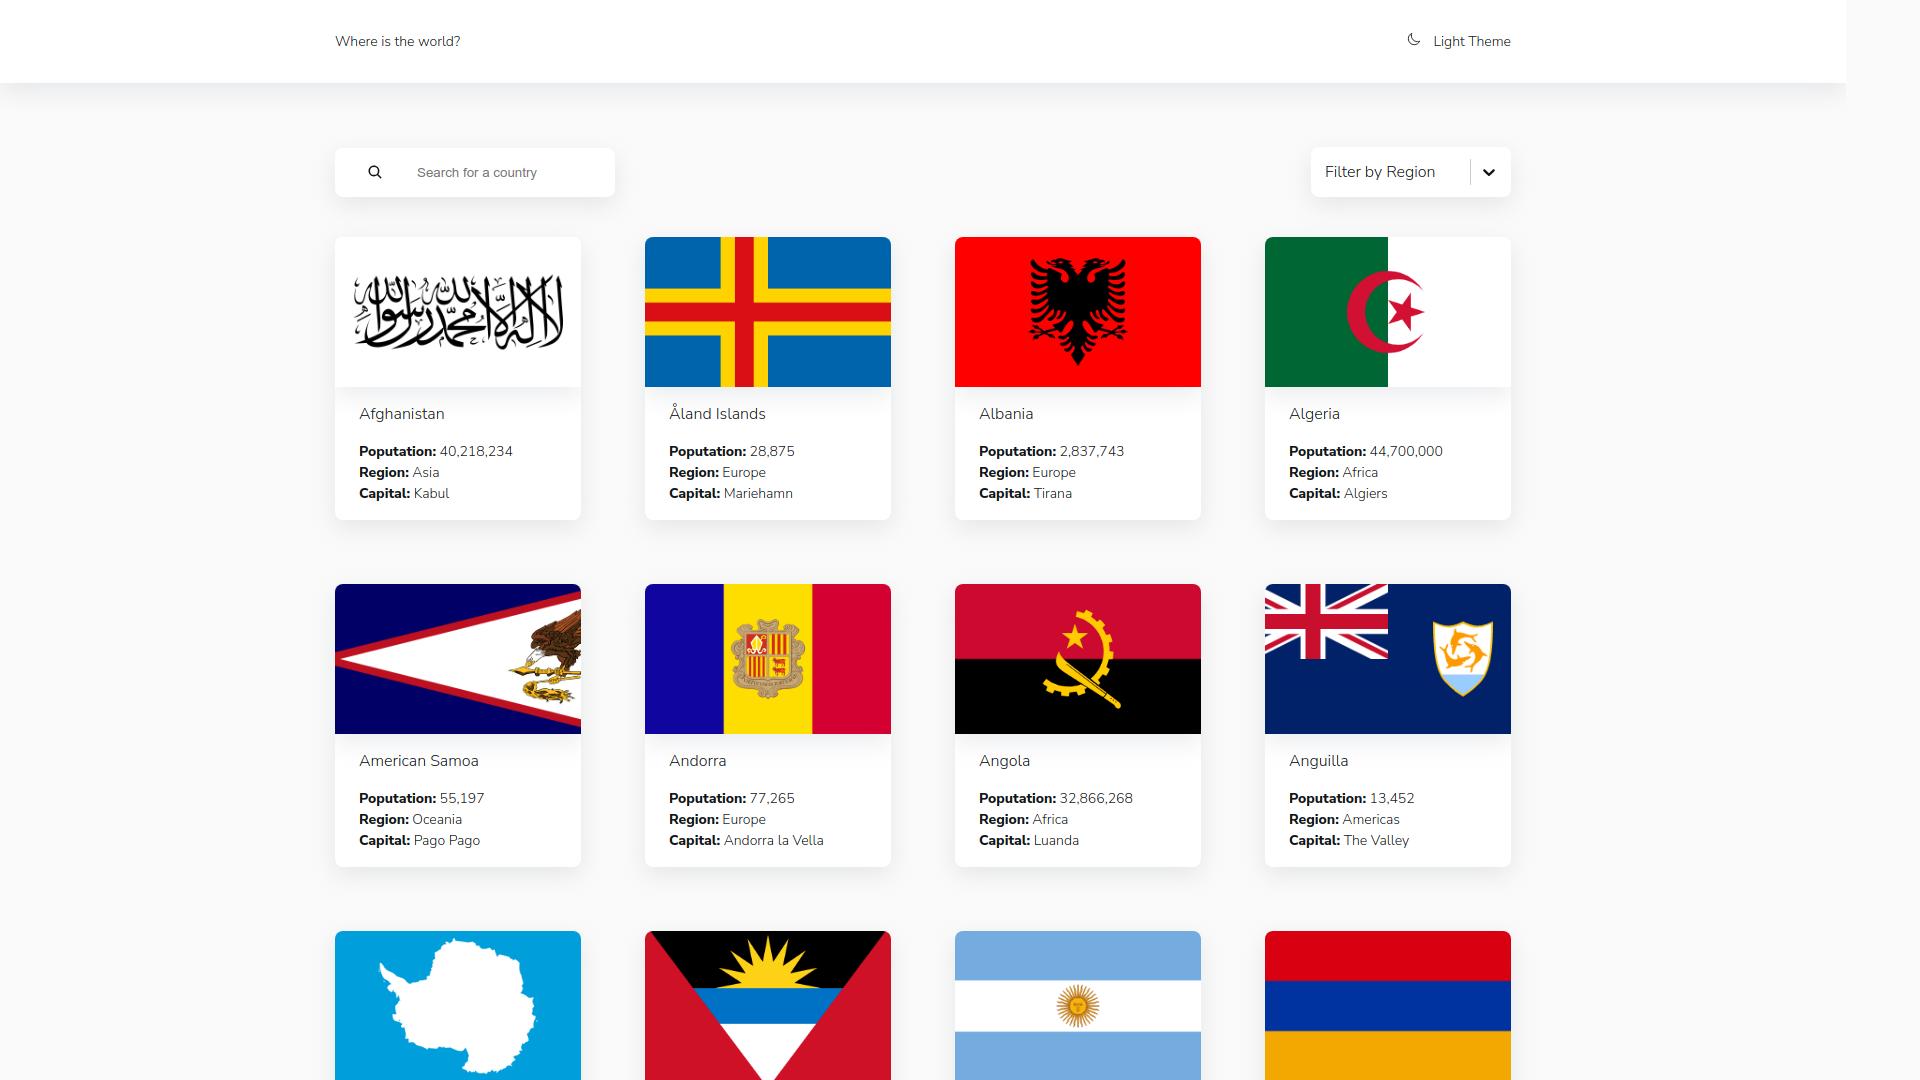 Where is the world?
Light Theme
Search for a country
Filter by Region
لا إله إلا الله محمد رسول الله
Afghanistan
Poputation: 40,218,234
Region: Asia
Capital: Kabul
Åland Islands
Poputation: 28,875
Region: Europe
Capital: Mariehamn
Albania
Poputation: 2,837,743
Region: Europe
Capital: Tirana
Algeria
Poputation: 44,700,000
Region: Africa
Capital: Algiers
American Samoa
Poputation: 55,197
Region: Oceania
Capital: Pago Pago
Andorra
Poputation: 77,265
Region: Europe
Capital: Andorra la Vella
Angola
Poputation: 32,866,268
Region: Africa
Capital: Luanda
Anguilla
Poputation: 13,452
Region: Americas
Capital: The Valley